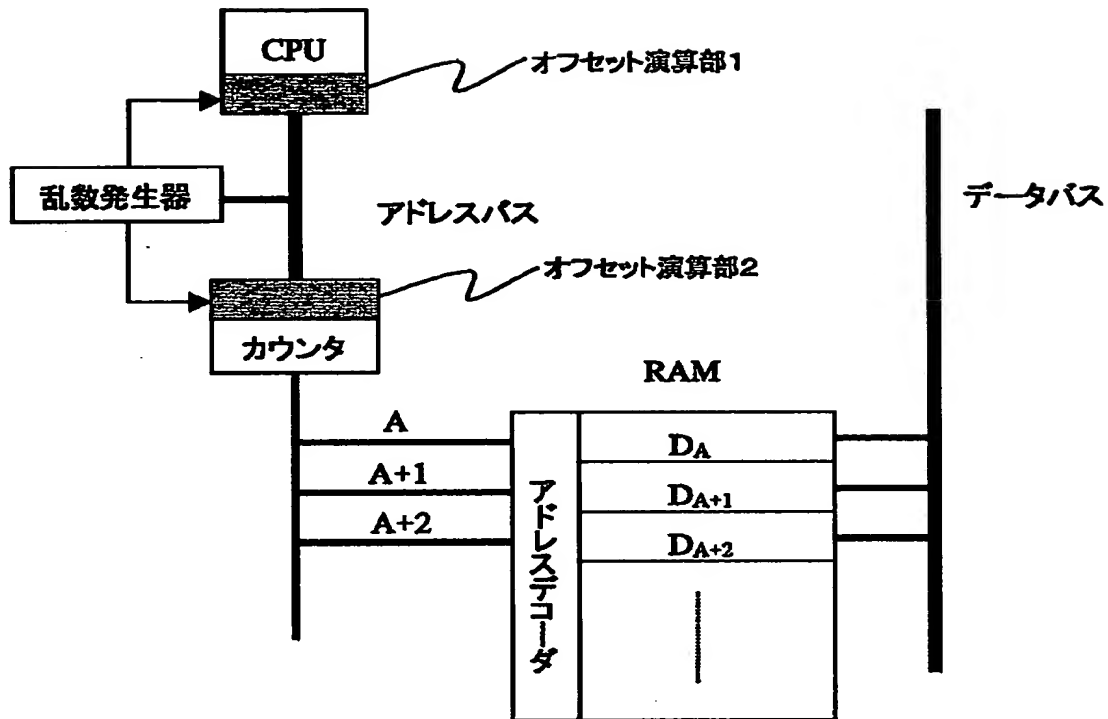 CPU
オフセット演算部1
乱数発生器
アドレスバス
データバス
オフセット演算部2
カウンタ
RAM
A
DA
A+1
DA+1
A+2
DA+2
アドレスデコーダ